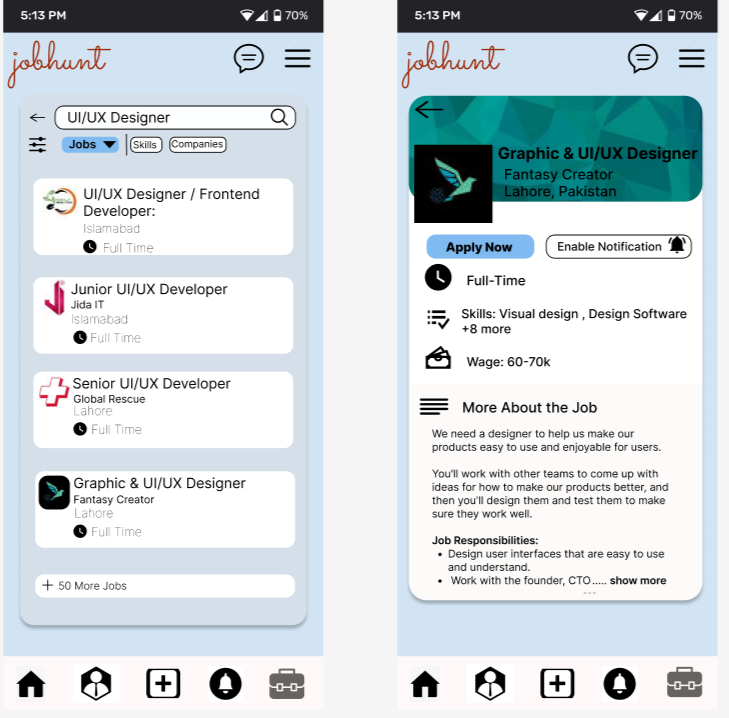 5:13 PM
70%
jobhunt
UI/UX Designer
Jobs
Skills
Companies
UI/UX Designer / Frontend
Developer:
Islamabad
Full Time
Junior UI/UX Developer
Jida IT
Islamabad
Full Time
Senior UI/UX Developer
Global Rescue
Lahore
Full Time
Graphic & UI/UX Designer
Fantasy Creator
Lahore
Full Time
+ 50 More Jobs
5:13 PM
70%
jobhunt
Graphic & UI/UX Designer
Fantasy Creator
Lahore, Pakistan
Apply Now
Enable Notification
Full-Time
Skills: Visual design , Design Software
+8 more
Wage: 60-70k
More About the Job
We need a designer to help us make our
products easy to use and enjoyable for users.
You'll work with other teams to come up with
ideas for how to make our products better, and
then you'll design them and test them to make
sure they work well.
Job Responsibilities:
• Design user interfaces that are easy to use
and understand.
• Work with the founder, CTO..... show more